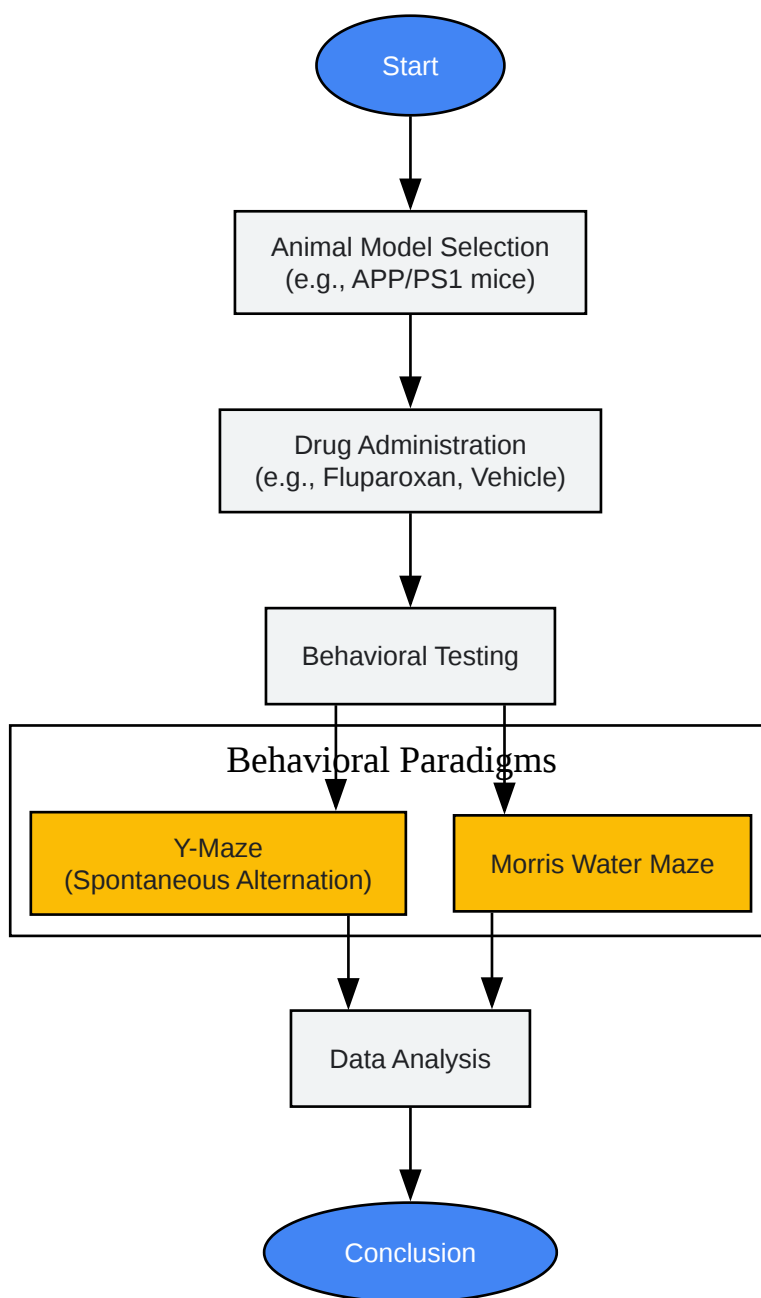 Start
Animal Model Selection
(e.g., APP/PS1 mice)
Drug Administration
(e.g., Fluparoxan, Vehicle)
Behavioral Testing
Behavioral Paradigms
Y-Maze
(Spontaneous Alternation)
Morris Water Maze
Data Analysis
Conclusion